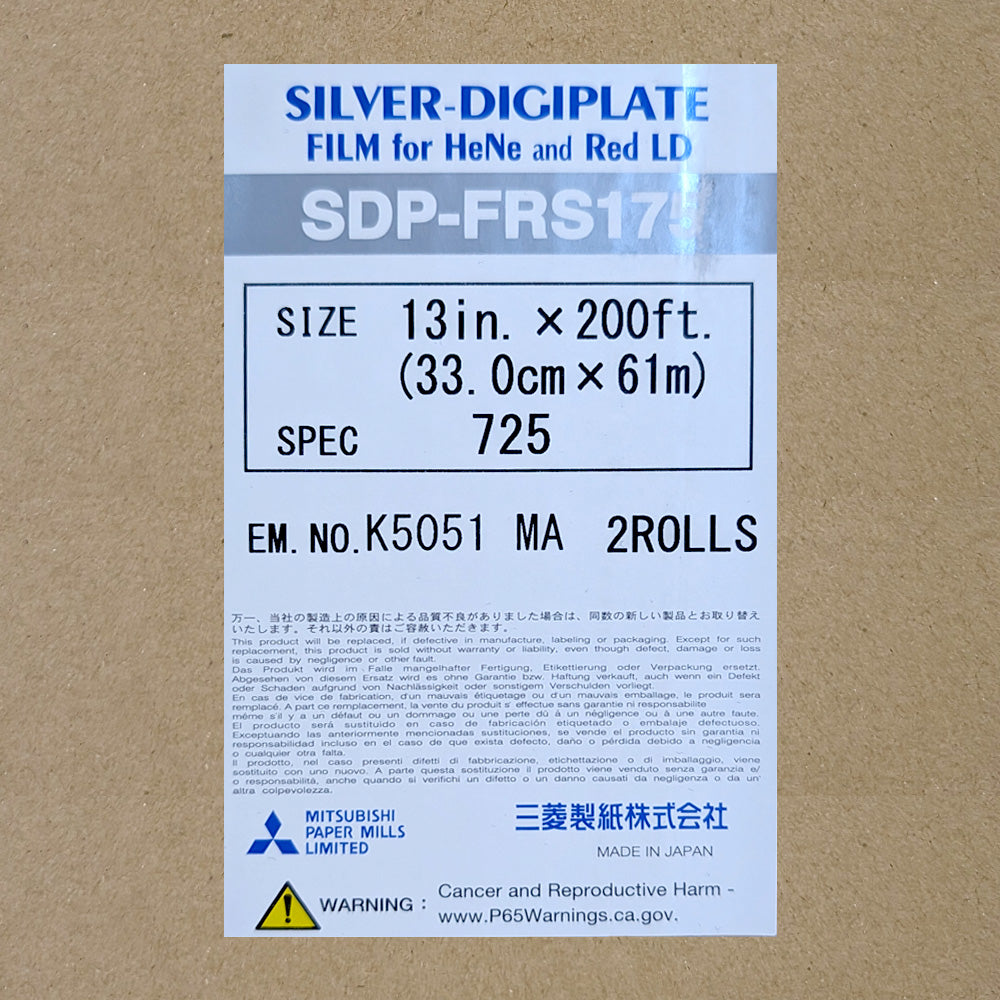 SILVER-DIGIPLATE
FILM for HeNe and Red LD
SDP-FRS175
SIZE 13in. × 200ft.
(33.0cm × 61m)
SPEC 725
EM. NO. K5051 MA 2ROLLS
万一、当社の製造上の原因による品質不良がありました場合は、同数の新しい製品とお取り替え
いたします。それ以外の責はご容赦いただきます。
This product will be replaced, if defective in manufacture, labeling or packaging. Except for such
replacement, this product is sold without warranty or liability, even though defect, damage or loss
is caused by negligence or other fault.
Das Produkt wird im Falle mangelhafter Fertigung, Etikettierung oder Verpackung ersetzt.
Abgesehen von diesem Ersatz wird es ohne Garantie bzw. Haftung verkauft, auch wenn ein Defekt
oder Schaden aufgrund von Nachlässigkeit oder sonstigem Verschulden vorliegt.
En cas de vice de fabrication, d'un mauvais étiquetage ou d'un mauvais emballage, le produit sera
remplacé. A part ce remplacement, la vente du produit s' effectue sans garantie ni responsabilite
même s'il y a un défaut ou un dommage ou une perte dû à un négligence ou à une autre faute.
El producto será sustituido en caso de fabricación etiquetado o embalaje defectuoso.
Exceptuando las anteriormente mencionadas sustituciones, se vende el producto sin garantía ni
responsabilidad incluso en el caso de que exista defecto, daño o pérdida debido a negligencia
o cualquier otra falta.
Il prodotto, nel caso presenti difetti di fabbricazione, etichettazione o di imballaggio, viene
sostituito con uno nuovo. A parte questa sostituzione il prodotto viene venduto senza garanzia e/
o responsabilità, anche quando si verifichi un difetto o un danno causati da negligenza o da un'
altra colpevolezza.
MITSUBISHI
PAPER MILLS
LIMITED
三菱製紙株式会社
MADE IN JAPAN
WARNING : Cancer and Reproductive Harm -
www.P65Warnings.ca.gov.